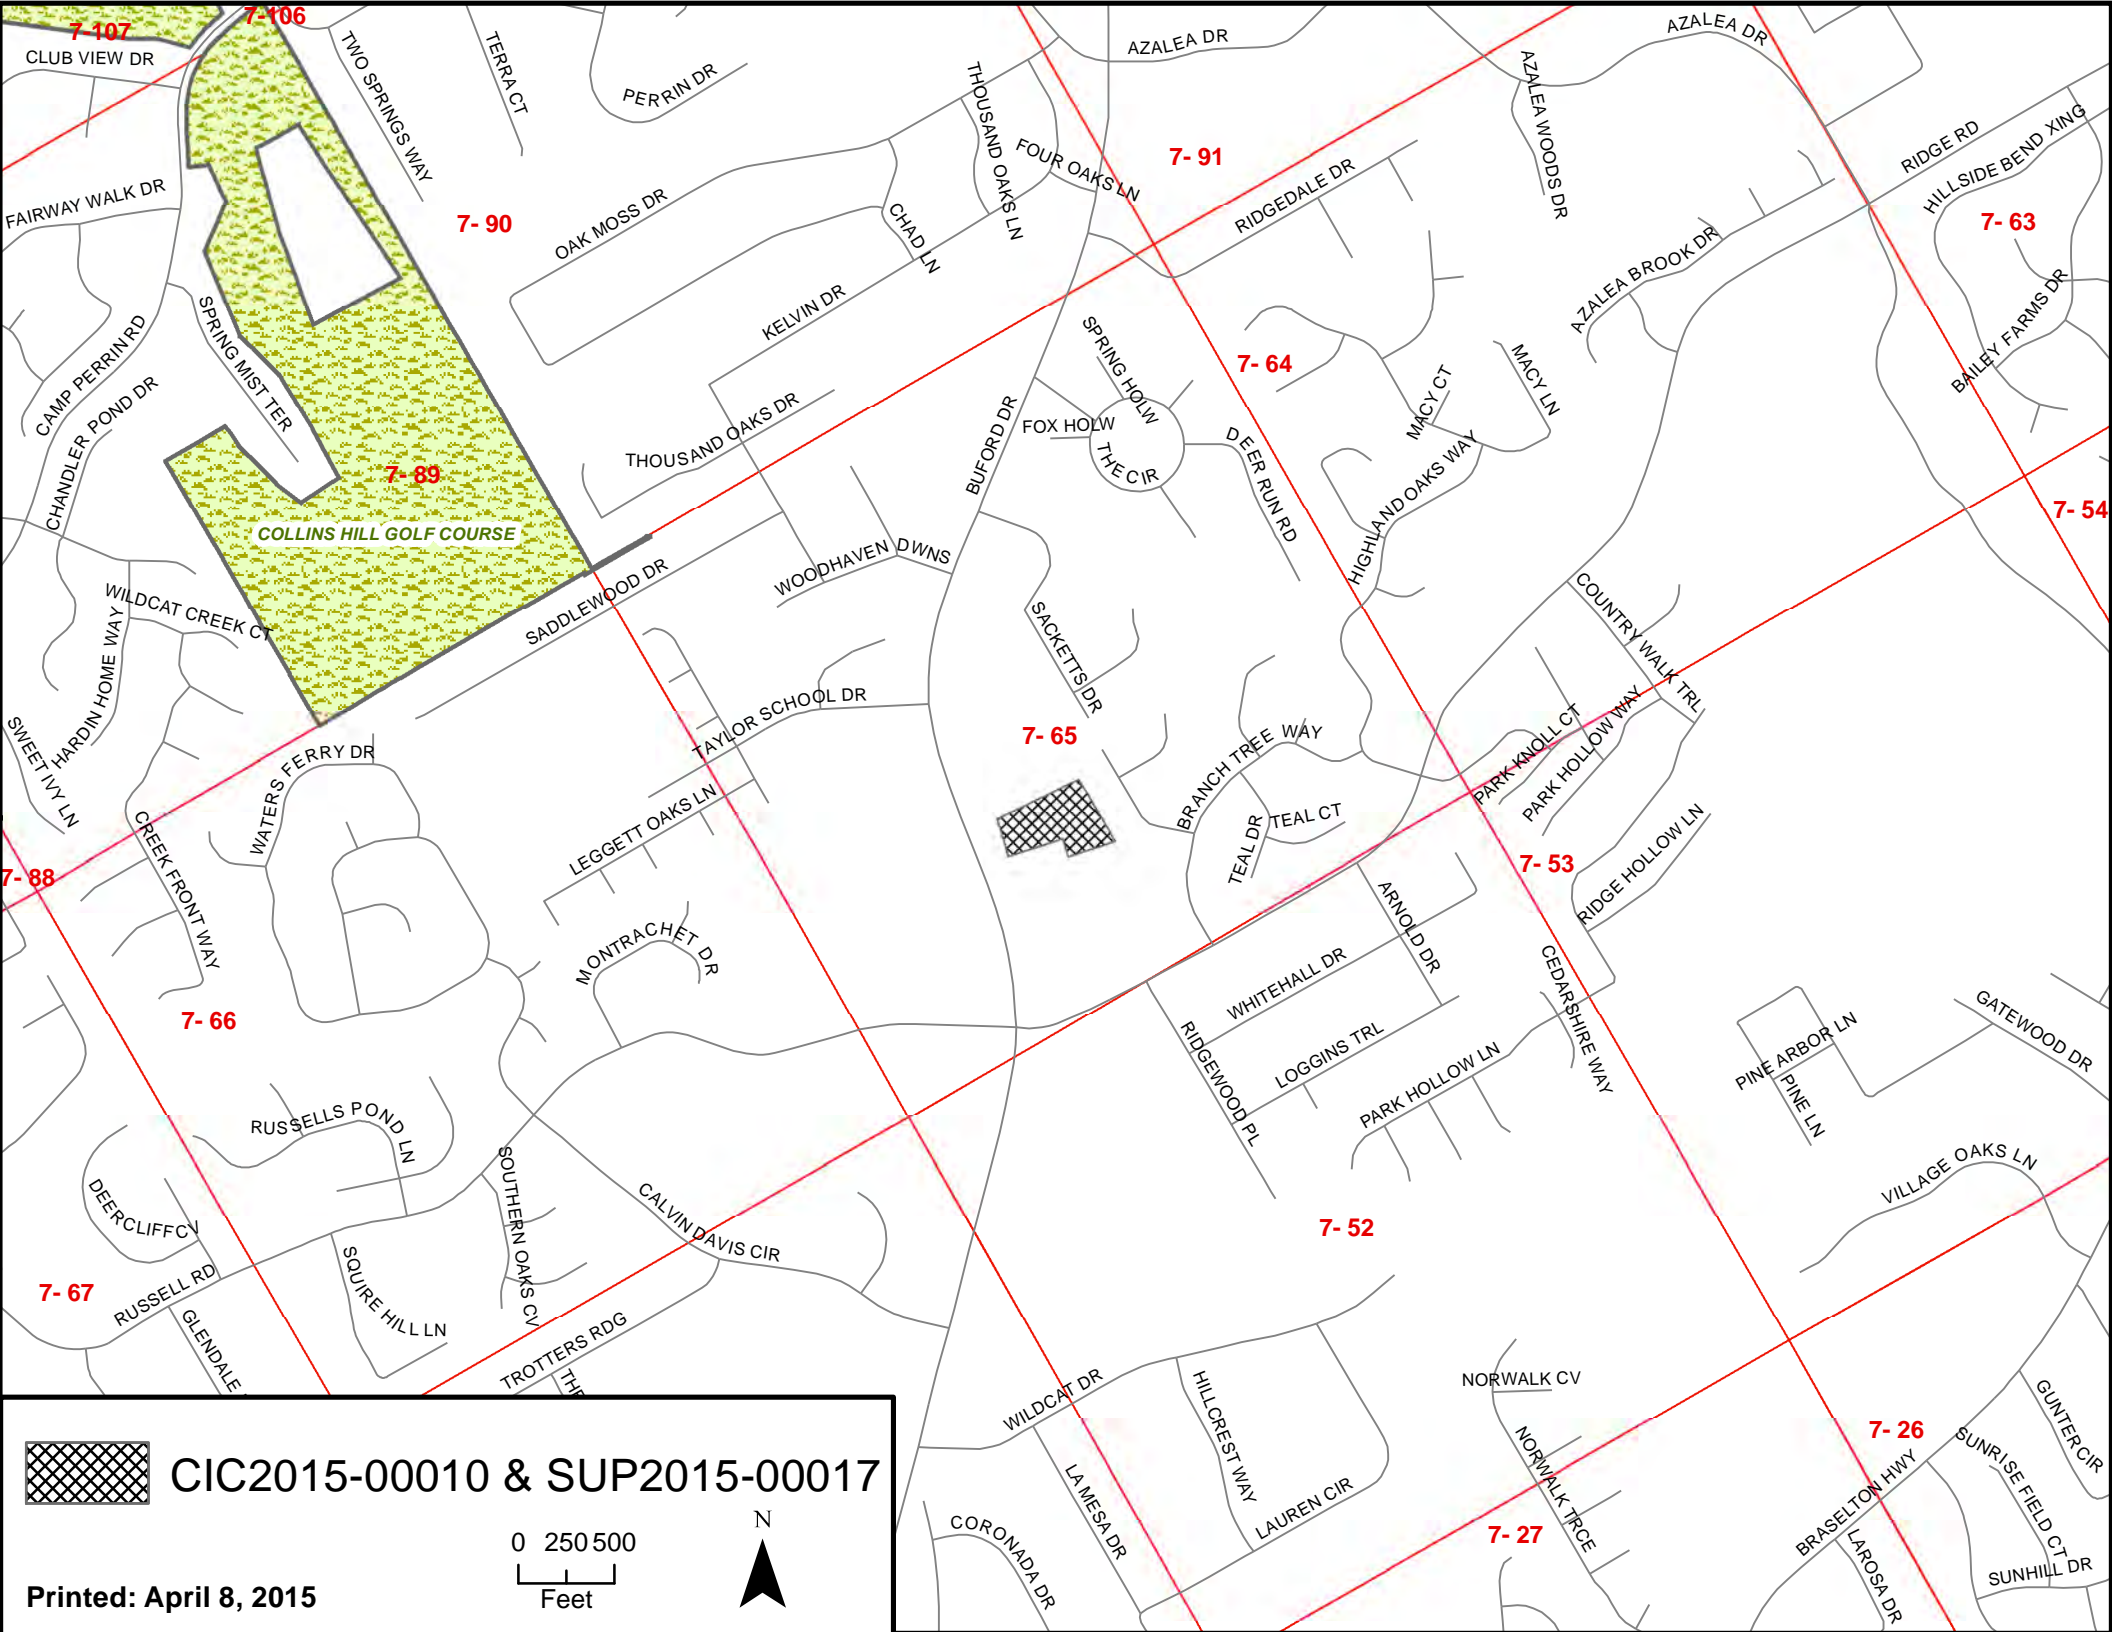 7-107
7-106
CLUB VIEW DR
TWO SPRINGS WAY
TERRA CT
PERRIN DR
AZALEA DR
AZALEA DR
THOUSAND OAKS LN
AZALEA WOODS DR
FOUR OAKS LN
7- 91
RIDGEDALE DR
RIDGE RD
HILLSIDE BEND XING
FAIRWAY WALK DR
7- 90
OAK MOSS DR
CHAD LN
7- 63
AZALEA BROOK DR
BAILEY FARMS DR
KELVIN DR
SPRING MIST TER
CAMP PERRIN RD
CHANDLER POND DR
SPRING HOLW
7- 64
MACY CT
MACY LN
THOUSAND OAKS DR
BUFORD DR
FOX HOLW
THE CIR
DEER RUN RD
HIGHLAND OAKS WAY
7- 89
7- 54
COLLINS HILL GOLF COURSE
WOODHAVEN DWNS
SADDLEWOOD DR
WILDCAT CREEK CT
HARDIN HOME WAY
SACKETTS DR
COUNTRY WALK TRL
SWEET IVY LN
TAYLOR SCHOOL DR
7- 65
BRANCH TREE WAY
PARK KNOLL CT
PARK HOLLOW WAY
WATERS FERRY DR
CREEK FRONT WAY
LEGGETT OAKS LN
TEAL DR
TEAL CT
RIDGE HOLLOW LN
7- 88
7- 53
ARNOLD DR
MONTRACHET DR
WHITEHALL DR
CEDARSHIRE WAY
7- 66
RIDGEWOOD PL
LOGGINS TRL
PARK HOLLOW LN
PINE ARBOR LN
PINE LN
GATEWOOD DR
RUSSELLS POND LN
SOUTHERN OAKS CV
VILLAGE OAKS LN
DEERCLIFF CV
CALVIN DAVIS CIR
7- 52
7- 67
RUSSELL RD
SQUIRE HILL LN
GLENDALE
TROTTERS RDG
THR
WILDCAT DR
HILLCREST WAY
NORWALK CV
NORWALK TRCE
7- 26
GUNTER CIR
SUNRISE FIELD CT
BRASELTON HWY
LA MESA DR
LAUREN CIR
7- 27
CORONADA DR
LAROSA DR
SUNHILL DR
CIC2015-00010 & SUP2015-00017
N
0 250 500
Feet
Printed: April 8, 2015